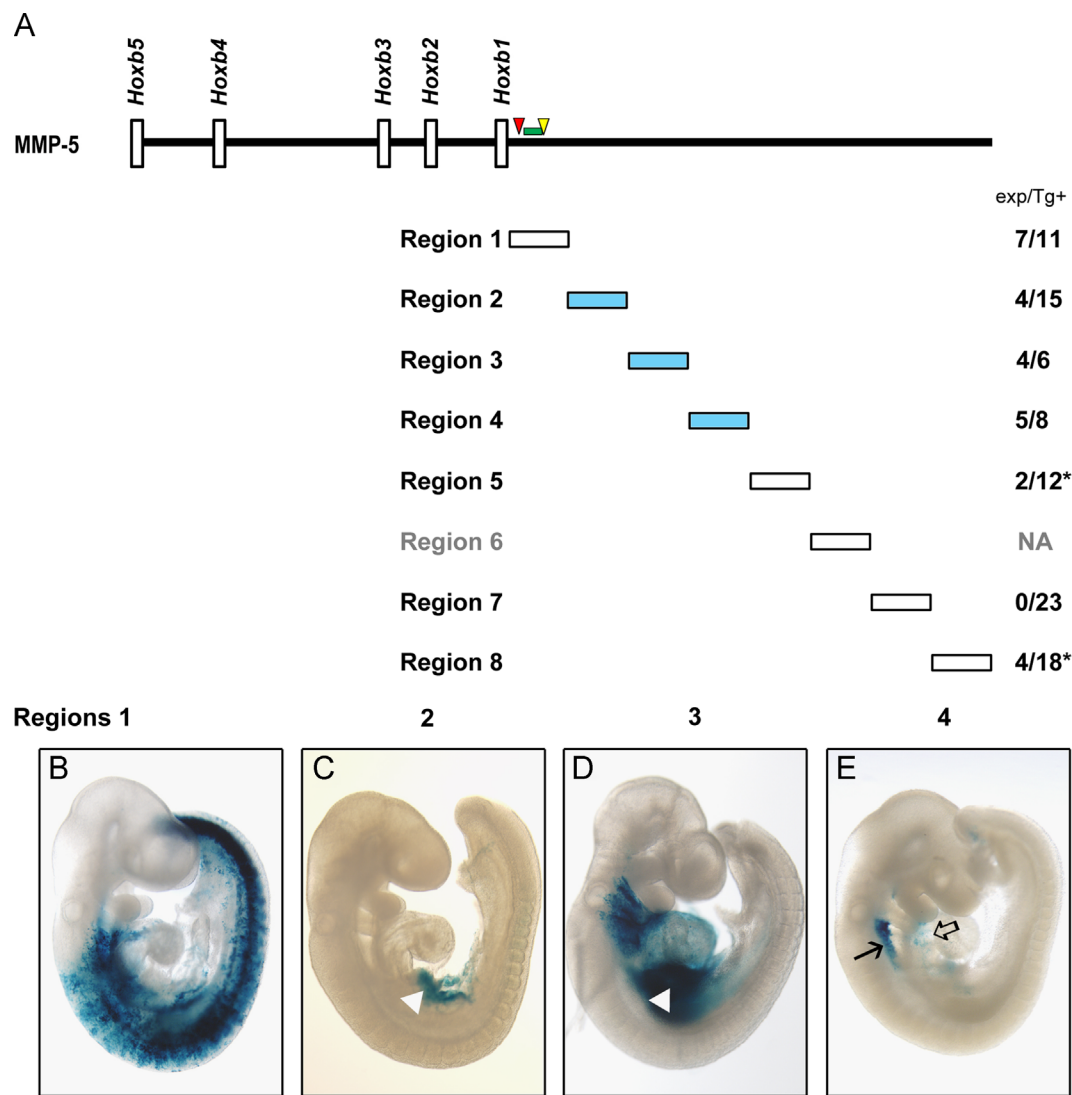 A
Hoxb5 Hoxb4 Hoxb3 Hoxb2 Hoxb1
MMP-5
exp/Tg+
Region 1 7/11
Region 2 4/15
Region 3 4/6
Region 4 5/8
Region 5 2/12*
Region 6 NA
Region 7 0/23
Region 8 4/18*
Regions 1 2 3 4
B C D E